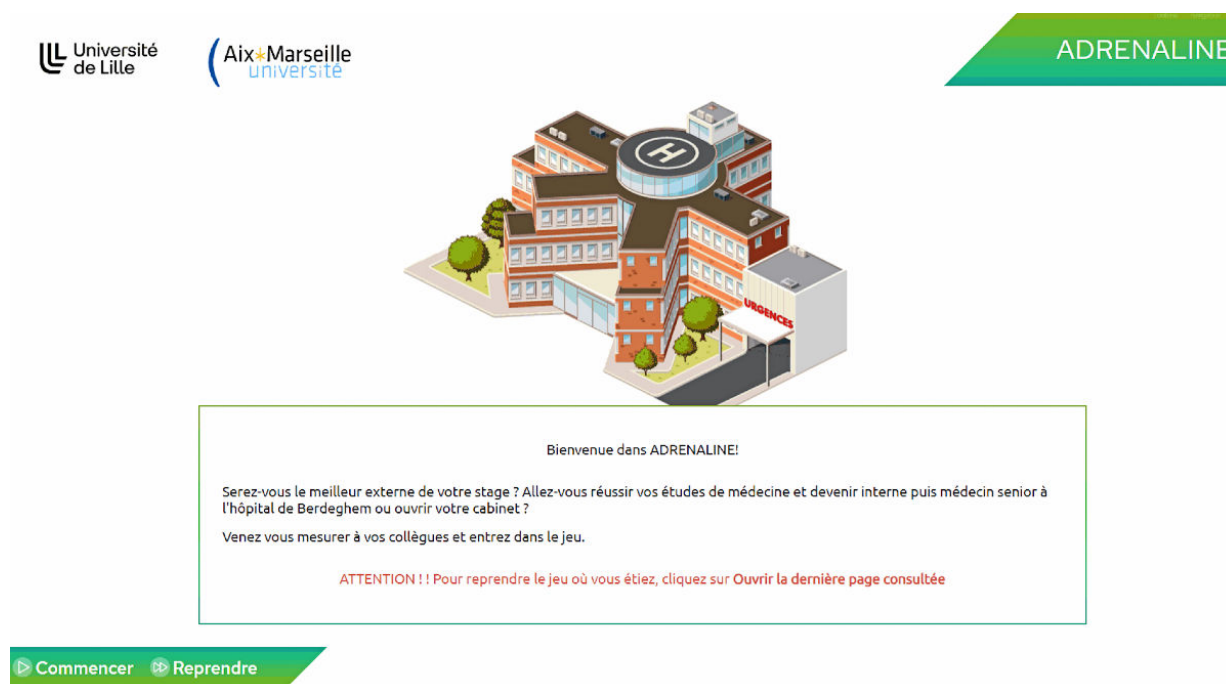 Université
de Lille
Aix*Marseille
université
ADRENALINE
H
URGENCES
Bienvenue dans ADRENALINE!
Serez-vous le meilleur externe de votre stage ? Allez-vous réussir vos études de médecine et devenir interne puis médecin senior à
l'hôpital de Berdeghem ou ouvrir votre cabinet ?
Venez vous mesurer à vos collègues et entrez dans le jeu.
ATTENTION ! ! Pour reprendre le jeu où vous étiez, cliquez sur Ouvrir la dernière page consultée
Commencer Reprendre